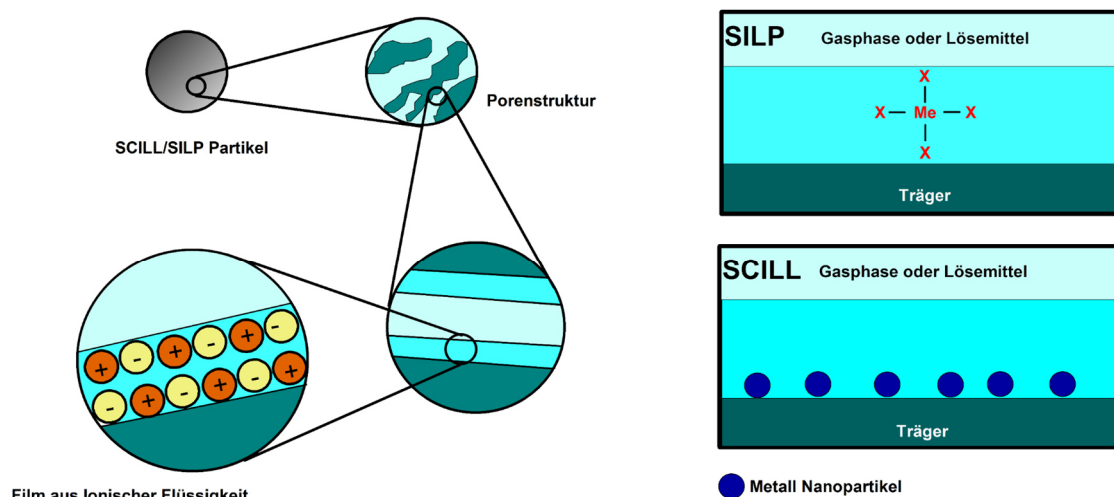 SCILL/SILP Partikel
Porenstruktur
+ - + - + -
- + - + - +
Film aus Ionischer Flüssigkeit
SILP Gasphase oder Lösemittel
X
X Me X
X
Träger
SCILL Gasphase oder Lösemittel
Träger
Metall Nanopartikel